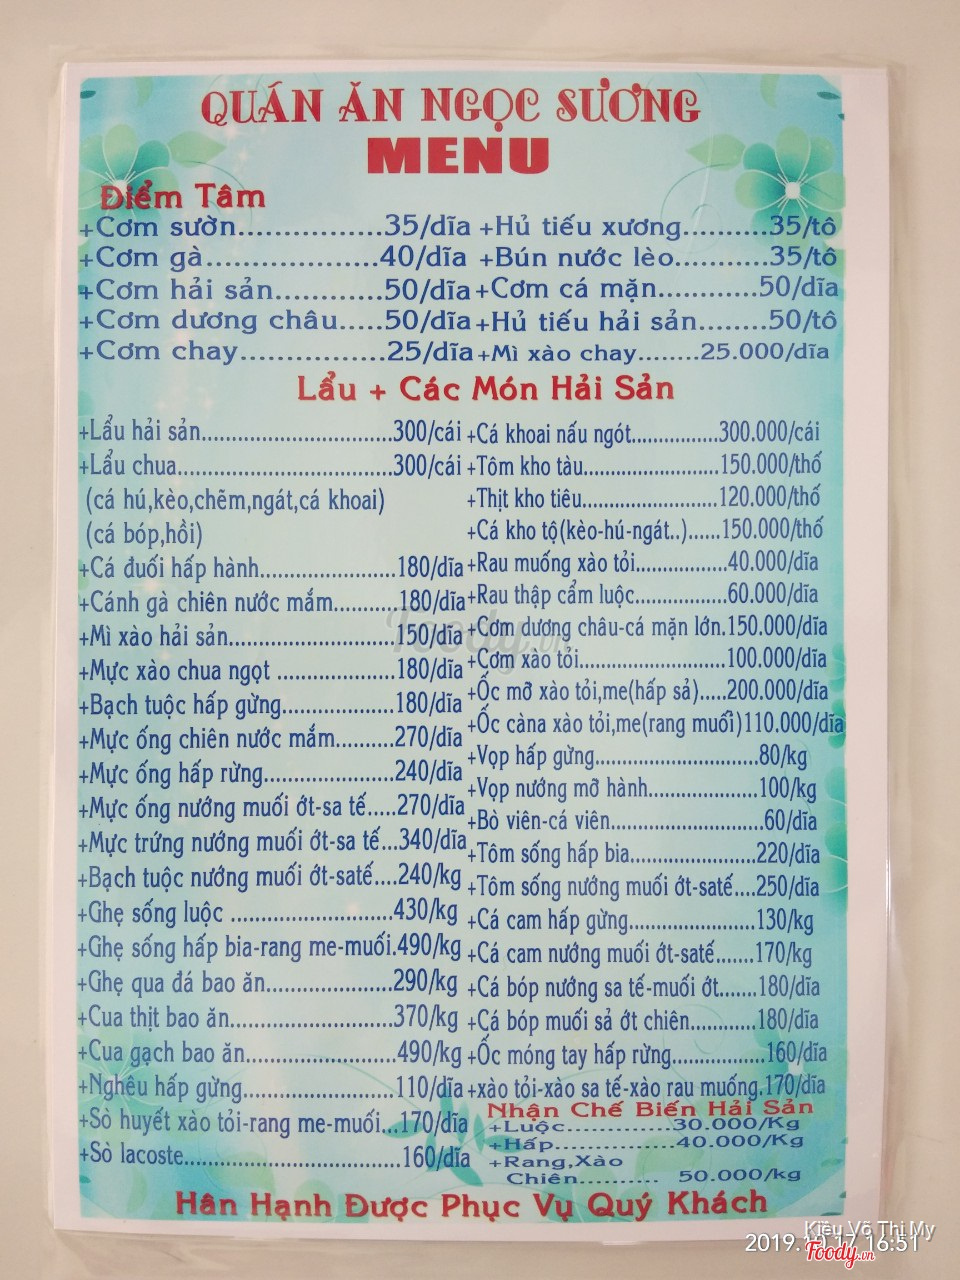 QUÁN ĂN NGỌC SƯƠNG
MENU
Điểm Tâm
+Cơm sườn................35/dĩa
+Cơm gà...................40/dĩa
+Cơm hải sản............50/dĩa
+Cơm dương châu.....50/dĩa
+Cơm chay................25/dĩa
+Hủ tiếu xương..........35/tô
+Bún nước lèo..........35/tô
+Cơm cá mặn...........50/dĩa
+Hủ tiếu hải sản........50/tô
+Mì xào chay........25.000/dĩa
Lẩu + Các Món Hải Sản
+Lẩu hải sản................................300/cái
+Lẩu chua....................................300/cái
(cá hú,kèo,chẽm,ngát,cá khoai)
(cá bóp,hồi)
+Cá đuối hấp hành.......................180/dĩa
+Cánh gà chiên nước mắm...........180/dĩa
+Mì xào hải sản............................150/dĩa
+Mực xào chua ngọt ....................180/dĩa
+Bạch tuộc hấp gừng...................180/dĩa
+Mực ống chiên nước mắm..........270/dĩa
+Mực ống hấp rừng......................240/dĩa
+Mực ống nướng muối ớt-sa tế.....270/dĩa
+Mực trứng nướng muối ớt-sa tế...340/dĩa
+Bạch tuộc nướng muối ớt-saté....240/kg
+Ghẹ sống luộc ...........................430/kg
+Ghẹ sống hấp bia-rang me-muối.490/kg
+Ghẹ qua đá bao ăn.....................290/kg
+Cua thịt bao ăn...........................370/kg
+Cua gạch bao ăn.........................490/kg
+Nghêu hấp gừng.........................110/dĩa
+Sò huyết xào tỏi-rang me-muối...170/dĩa
+Sò lacoste....................................160/dĩa
+Cá khoai nấu ngót...............300.000/cái
+Tôm kho tàu.......................150.000/thố
+Thịt kho tiêu.......................120.000/thố
+Cá kho tộ(kèo-hú-ngát..)......150.000/thố
+Rau muống xào tỏi...............40.000/dĩa
+Rau thập cẩm luộc...............60.000/dĩa
+Cơm dương châu-cá mặn lớn.150.000/dĩa
+Cơm xào tỏi........................100.000/dĩa
+Ốc mỡ xào tỏi,me(hấp sả).....200.000/dĩa
+Ốc càna xào tỏi,me(rang muối)110.000/dĩa
+Vọp hấp gừng...........................80/kg
+Vọp nướng mỡ hành..................100/kg
+Bò viên-cá viên.........................60/dĩa
+Tôm sống hấp bia.....................220/dĩa
+Tôm sống nướng muối ớt-saté....250/dĩa
+Cá cam hấp gừng.....................130/kg
+Cá cam nướng muối ớt-saté.......170/kg
+Cá bóp nướng sa tế-muối ớt.......180/dĩa
+Cá bóp muối sả ớt chiên...........180/dĩa
+Ốc móng tay hấp rừng................160/dĩa
+xào tỏi-xào sa tế-xào rau muống.170/dĩa
Nhận Chế Biến Hải Sản
+Luộc............30.000/Kg
+Hấp.............40.000/Kg
+Rang,Xào
Chiên.......... 50.000/kg
Hân Hạnh Được Phục Vụ Quý Khách
Foody.vn
Kiều Võ Thị My
2019.10.17 16:51
Foody.vn